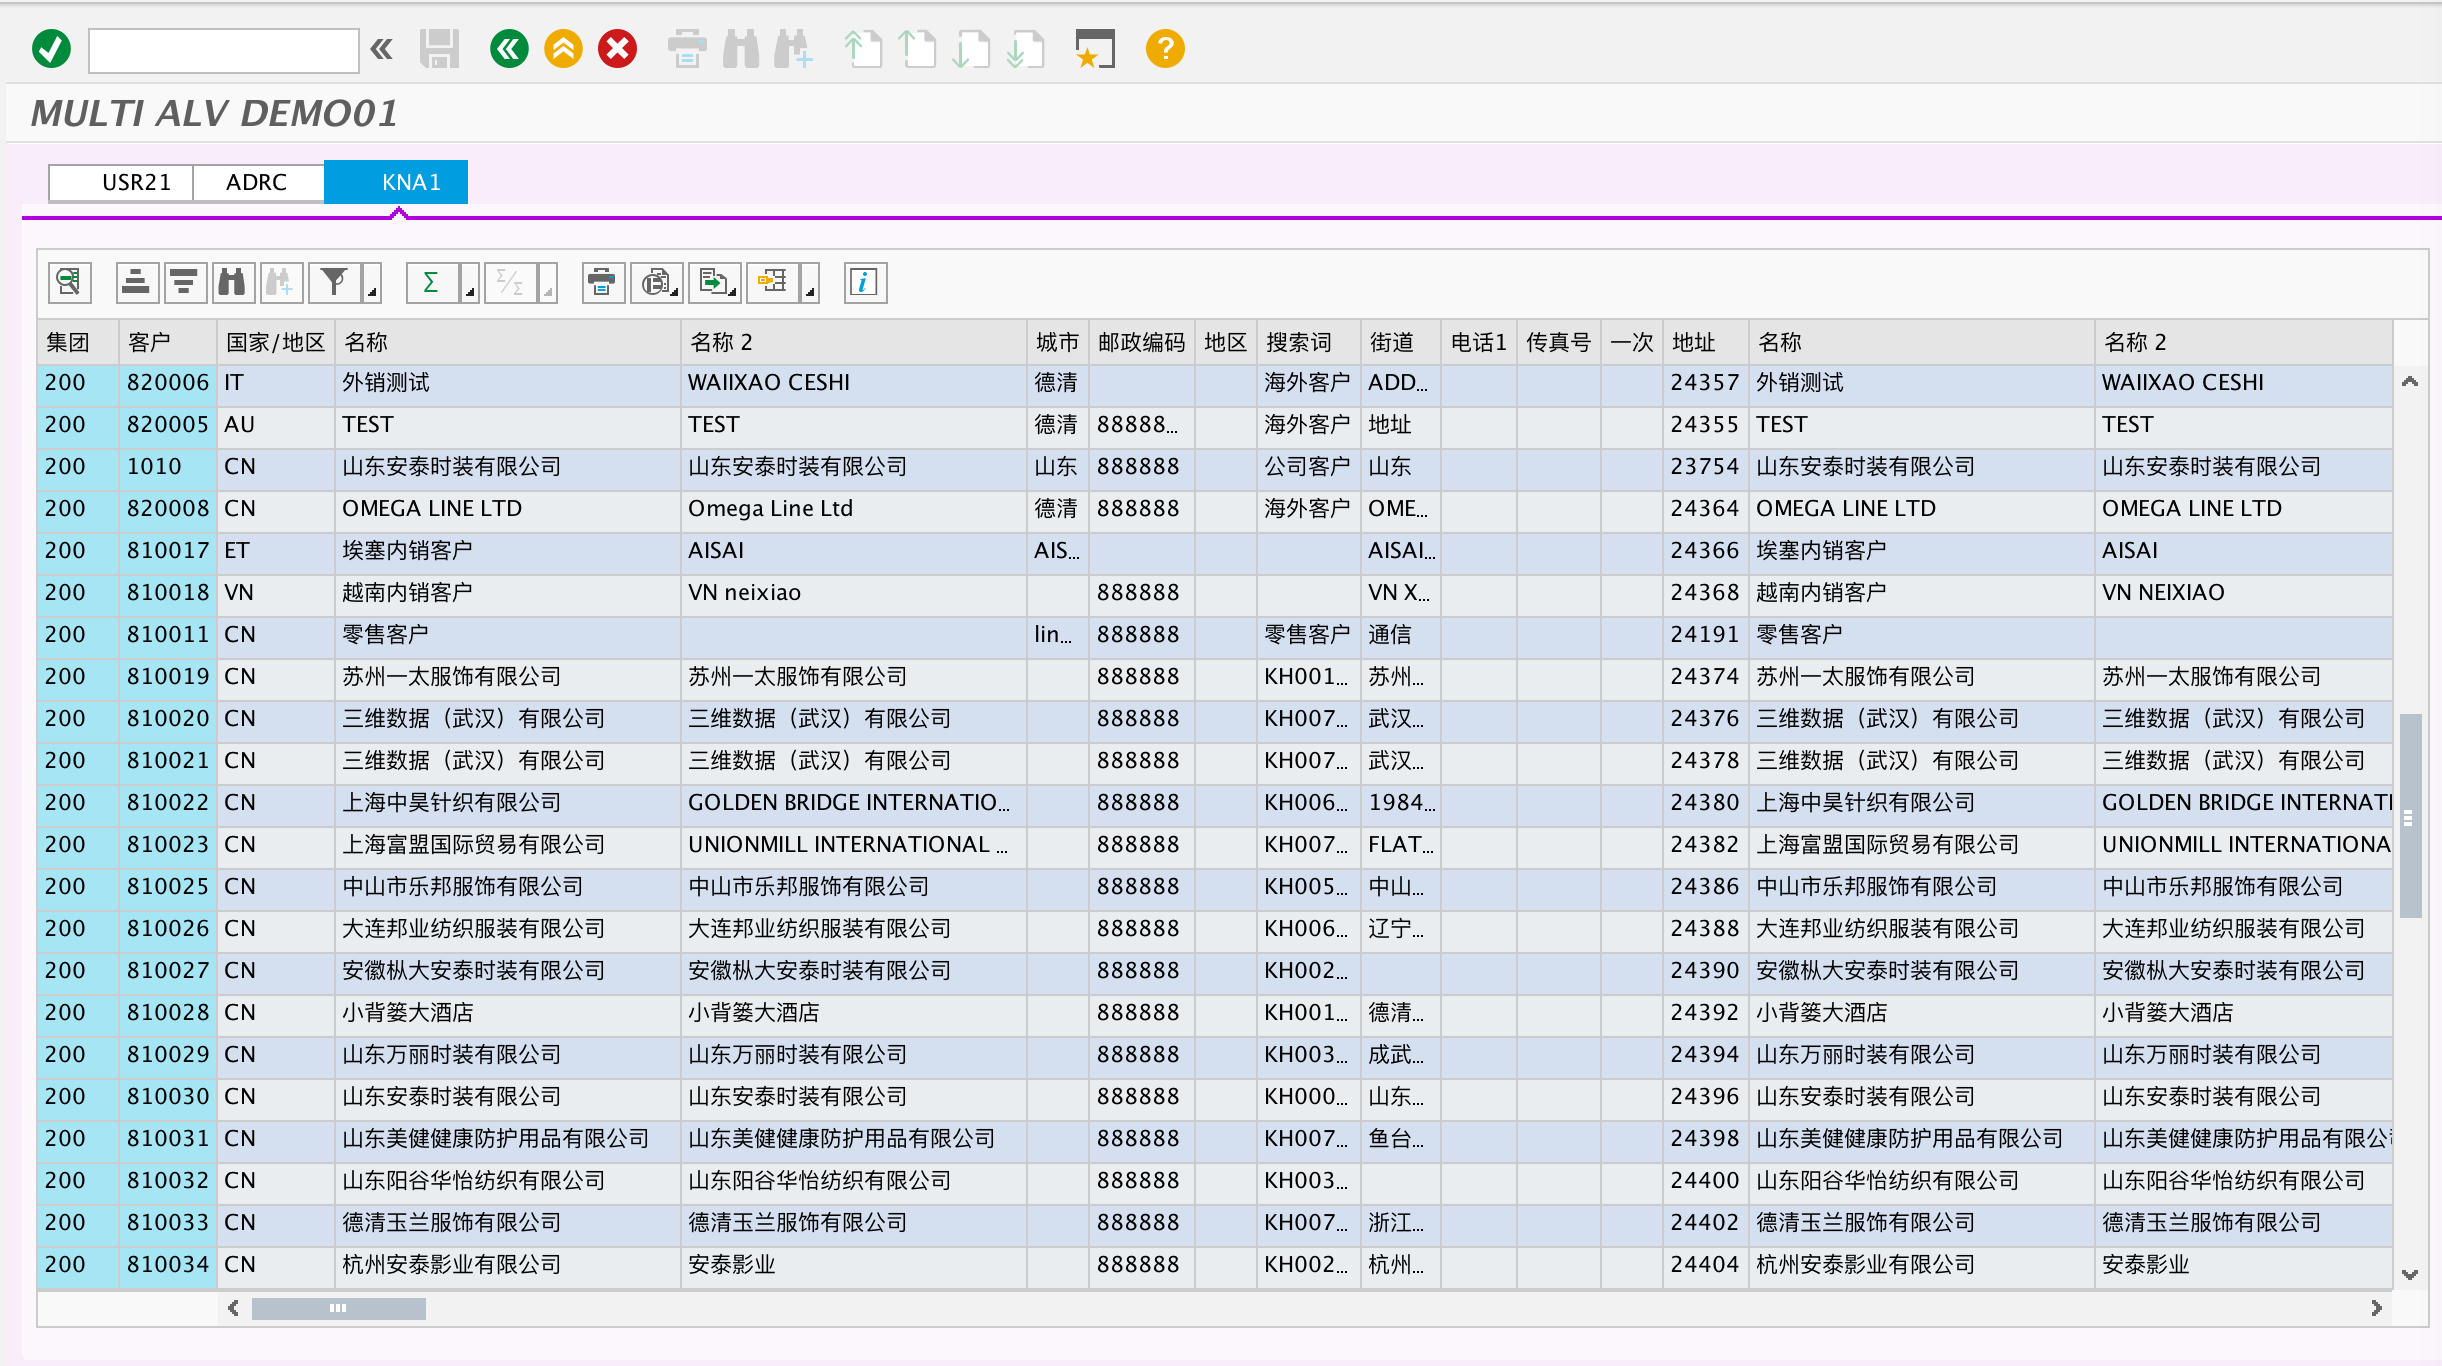 MULTI ALV DEMO01
USR21 ADRC KNA1
集团 客户 国家/地区 名称 名称 2 城市 邮政编码 地区 搜索词 街道 电话1 传真号 一次 地址 名称 名称 2
200 820006 IT 外销测试 WAIIXAO CESHI 德清 海外客户 ADD... 24357 外销测试 WAIIXAO CESHI
200 820005 AU TEST TEST 德清 88888... 海外客户 地址 24355 TEST TEST
200 1010 CN 山东安泰时装有限公司 山东安泰时装有限公司 山东 888888 公司客户 山东 23754 山东安泰时装有限公司 山东安泰时装有限公司
200 820008 CN OMEGA LINE LTD Omega Line Ltd 德清 888888 海外客户 OME... 24364 OMEGA LINE LTD OMEGA LINE LTD
200 810017 ET 埃塞内销客户 AISAI AIS... AISAI... 24366 埃塞内销客户 AISAI
200 810018 VN 越南内销客户 VN neixiao 888888 VN X... 24368 越南内销客户 VN NEIXIAO
200 810011 CN 零售客户 lin... 888888 零售客户 通信 24191 零售客户
200 810019 CN 苏州一太服饰有限公司 苏州一太服饰有限公司 888888 KH001... 苏州... 24374 苏州一太服饰有限公司 苏州一太服饰有限公司
200 810020 CN 三维数据（武汉）有限公司 三维数据（武汉）有限公司 888888 KH007... 武汉... 24376 三维数据（武汉）有限公司 三维数据（武汉）有限公司
200 810021 CN 三维数据（武汉）有限公司 三维数据（武汉）有限公司 888888 KH007... 武汉... 24378 三维数据（武汉）有限公司 三维数据（武汉）有限公司
200 810022 CN 上海中昊针织有限公司 GOLDEN BRIDGE INTERNATIO... 888888 KH006... 1984... 24380 上海中昊针织有限公司 GOLDEN BRIDGE INTERNATI
200 810023 CN 上海富盟国际贸易有限公司 UNIONMILL INTERNATIONAL ... 888888 KH007... FLAT... 24382 上海富盟国际贸易有限公司 UNIONMILL INTERNATIONA
200 810025 CN 中山市乐邦服饰有限公司 中山市乐邦服饰有限公司 888888 KH005... 中山... 24386 中山市乐邦服饰有限公司 中山市乐邦服饰有限公司
200 810026 CN 大连邦业纺织服装有限公司 大连邦业纺织服装有限公司 888888 KH006... 辽宁... 24388 大连邦业纺织服装有限公司 大连邦业纺织服装有限公司
200 810027 CN 安徽枞大安泰时装有限公司 安徽枞大安泰时装有限公司 888888 KH002... 24390 安徽枞大安泰时装有限公司 安徽枞大安泰时装有限公司
200 810028 CN 小背篓大酒店 小背篓大酒店 888888 KH001... 德清... 24392 小背篓大酒店 小背篓大酒店
200 810029 CN 山东万丽时装有限公司 山东万丽时装有限公司 888888 KH003... 成武... 24394 山东万丽时装有限公司 山东万丽时装有限公司
200 810030 CN 山东安泰时装有限公司 山东安泰时装有限公司 888888 KH000... 山东... 24396 山东安泰时装有限公司 山东安泰时装有限公司
200 810031 CN 山东美健健康防护用品有限公司 山东美健健康防护用品有限公司 888888 KH007... 鱼台... 24398 山东美健健康防护用品有限公司 山东美健健康防护用品有限公
200 810032 CN 山东阳谷华怡纺织有限公司 山东阳谷华怡纺织有限公司 888888 KH003... 24400 山东阳谷华怡纺织有限公司 山东阳谷华怡纺织有限公司
200 810033 CN 德清玉兰服饰有限公司 德清玉兰服饰有限公司 888888 KH007... 浙江... 24402 德清玉兰服饰有限公司 德清玉兰服饰有限公司
200 810034 CN 杭州安泰影业有限公司 安泰影业 888888 KH002... 杭州... 24404 杭州安泰影业有限公司 安泰影业